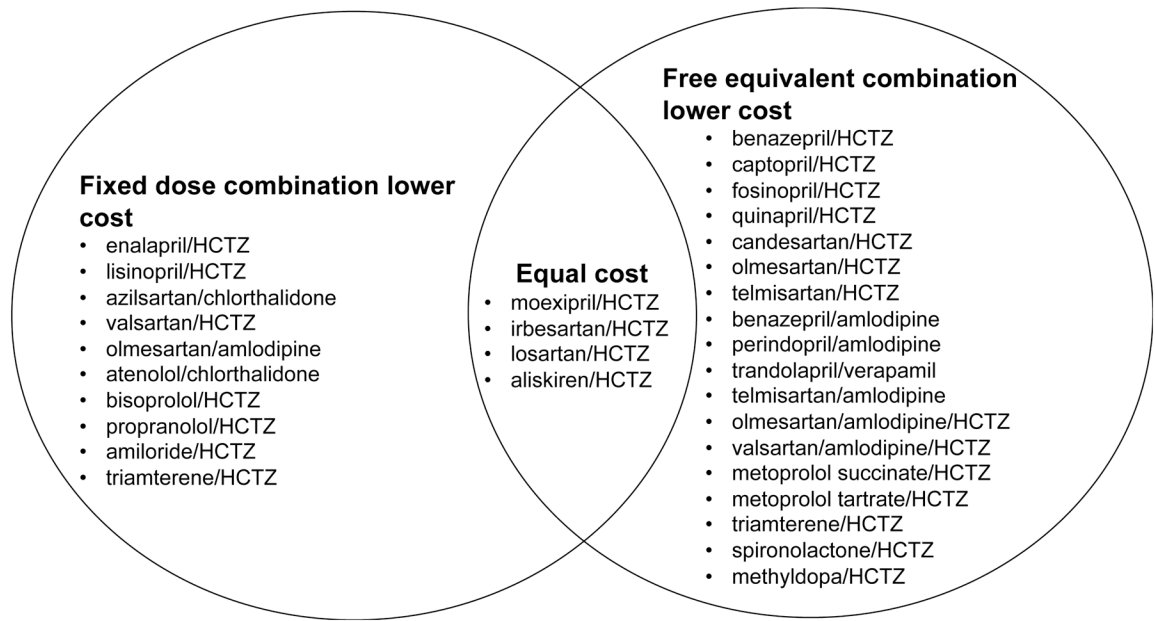 Fixed dose combination lower
cost
• enalapril/HCTZ
• lisinopril/HCTZ
• azilsartan/chlorthalidone
• valsartan/HCTZ
• olmesartan/amlodipine
• atenolol/chlorthalidone
• bisoprolol/HCTZ
• propranolol/HCTZ
• amiloride/HCTZ
• triamterene/HCTZ
Equal cost
• moexipril/HCTZ
• irbesartan/HCTZ
• losartan/HCTZ
• aliskiren/HCTZ
Free equivalent combination
lower cost
• benazepril/HCTZ
• captopril/HCTZ
• fosinopril/HCTZ
• quinapril/HCTZ
• candesartan/HCTZ
• olmesartan/HCTZ
• telmisartan/HCTZ
• benazepril/amlodipine
• perindopril/amlodipine
• trandolapril/verapamil
• telmisartan/amlodipine
• olmesartan/amlodipine/HCTZ
• valsartan/amlodipine/HCTZ
• metoprolol succinate/HCTZ
• metoprolol tartrate/HCTZ
• triamterene/HCTZ
• spironolactone/HCTZ
• methyldopa/HCTZ